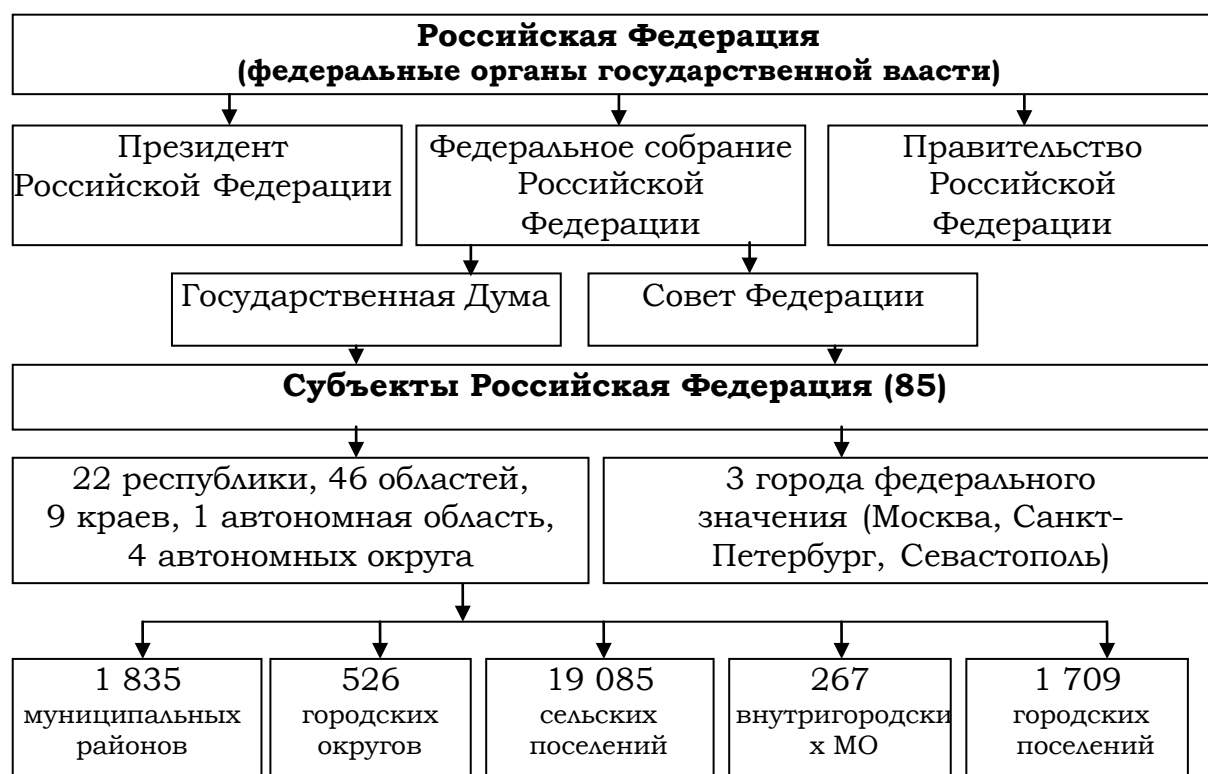 Российская Федерация
(федеральные органы государственной власти)
Президент
Российской Федерации
Федеральное собрание
Российской
Федерации
Правительство
Российской
Федерации
Государственная Дума
Совет Федерации
Субъекты Российская Федерация (85)
22 республики, 46 областей,
9 краев, 1 автономная область,
4 автономных округа
3 города федерального
значения (Москва, Санкт-
Петербург, Севастополь)
1 835
муниципальных
районов
526
городских
округов
19 085
сельских
поселений
267
внутригородски
х МО
1 709
городских
поселений